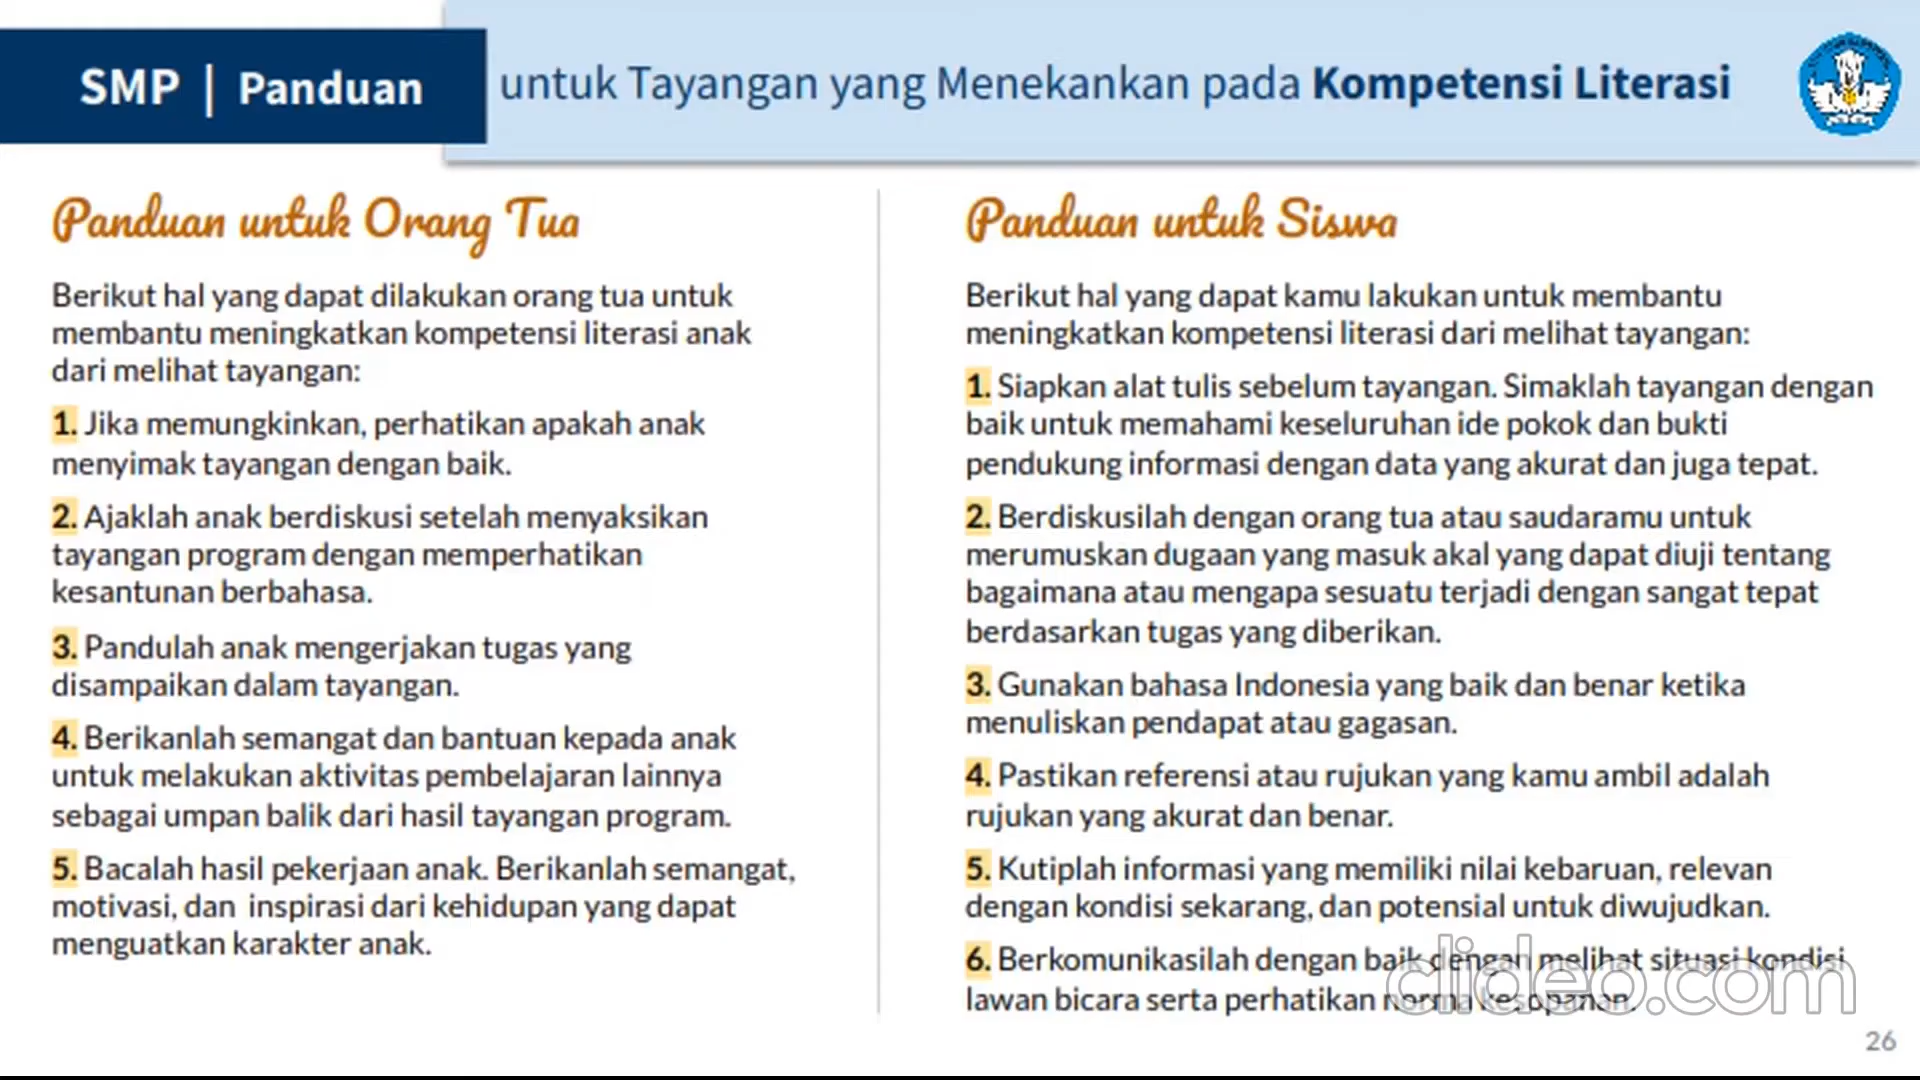 SMP | Panduan untuk Tayangan yang Menekankan pada Kompetensi Literasi
Panduan untuk Orang Tua
Berikut hal yang dapat dilakukan orang tua untuk
membantu meningkatkan kompetensi literasi anak
dari melihat tayangan:
1. Jika memungkinkan, perhatikan apakah anak
menyimak tayangan dengan baik.
2. Ajaklah anak berdiskusi setelah menyaksikan
tayangan program dengan memperhatikan
kesantunan berbahasa.
3. Pandulah anak mengerjakan tugas yang
disampaikan dalam tayangan.
4. Berikanlah semangat dan bantuan kepada anak
untuk melakukan aktivitas pembelajaran lainnya
sebagai umpan balik dari hasil tayangan program.
5. Bacalah hasil pekerjaan anak. Berikanlah semangat,
motivasi, dan inspirasi dari kehidupan yang dapat
menguatkan karakter anak.
Panduan untuk Siswa
Berikut hal yang dapat kamu lakukan untuk membantu
meningkatkan kompetensi literasi dari melihat tayangan:
1. Siapkan alat tulis sebelum tayangan. Simaklah tayangan dengan
baik untuk memahami keseluruhan ide pokok dan bukti
pendukung informasi dengan data yang akurat dan juga tepat.
2. Berdiskusilah dengan orang tua atau saudaramu untuk
merumuskan dugaan yang masuk akal yang dapat diuji tentang
bagaimana atau mengapa sesuatu terjadi dengan sangat tepat
berdasarkan tugas yang diberikan.
3. Gunakan bahasa Indonesia yang baik dan benar ketika
menuliskan pendapat atau gagasan.
4. Pastikan referensi atau rujukan yang kamu ambil adalah
rujukan yang akurat dan benar.
5. Kutiplah informasi yang memiliki nilai kebaruan, relevan
dengan kondisi sekarang, dan potensial untuk diwujudkan.
6. Berkomunikasilah dengan baik dengan melihat situasi kondisi
lawan bicara serta perhatikan norma kesopanan.
clideo.com
26